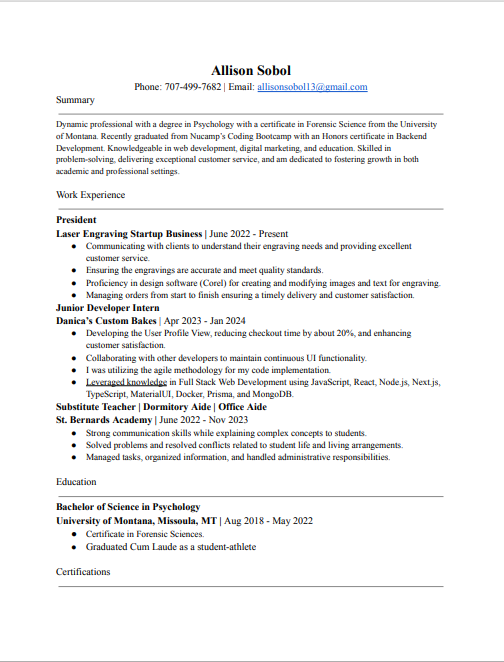 Allison Sobol
Phone: 707-499-7682 | Email: allisonsobol13@gmail.com
Summary
Dynamic professional with a degree in Psychology with a certificate in Forensic Science from the University
of Montana. Recently graduated from Nucamp's Coding Bootcamp with an Honors certificate in Backend
Development. Knowledgeable in web development, digital marketing, and education. Skilled in
problem-solving, delivering exceptional customer service, and am dedicated to fostering growth in both
academic and professional settings.
Work Experience
President
Laser Engraving Startup Business | June 2022 - Present
● Communicating with clients to understand their engraving needs and providing excellent
customer service.
● Ensuring the engravings are accurate and meet quality standards.
● Proficiency in design software (Corel) for creating and modifying images and text for engraving.
● Managing orders from start to finish ensuring a timely delivery and customer satisfaction.
Junior Developer Intern
Danica's Custom Bakes | Apr 2023 - Jan 2024
● Developing the User Profile View, reducing checkout time by about 20%, and enhancing
customer satisfaction.
● Collaborating with other developers to maintain continuous UI functionality.
● I was utilizing the agile methodology for my code implementation.
● Leveraged knowledge in Full Stack Web Development using JavaScript, React, Node.js, Next.js,
TypeScript, MaterialUI, Docker, Prisma, and MongoDB.
Substitute Teacher | Dormitory Aide | Office Aide
St. Bernards Academy | June 2022 - Nov 2023
● Strong communication skills while explaining complex concepts to students.
● Solved problems and resolved conflicts related to student life and living arrangements.
● Managed tasks, organized information, and handled administrative responsibilities.
Education
Bachelor of Science in Psychology
University of Montana, Missoula, MT | Aug 2018 - May 2022
● Certificate in Forensic Sciences.
● Graduated Cum Laude as a student-athlete
Certifications